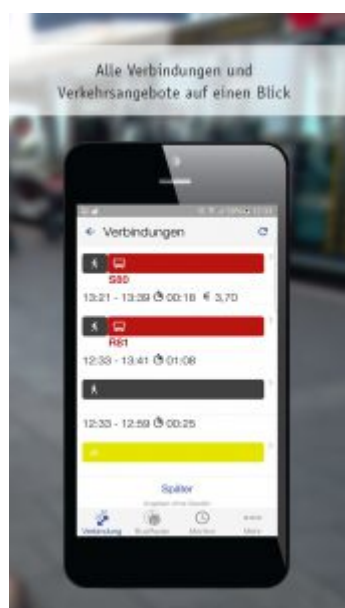 Alle Verbindungen und
Verkehrsangebote auf einen Blick
Verbindungen
S80
13:21 - 13:39 00:18 € 3,70
R81
12:33 - 13:41 01:08
12:33 - 12:59 00:25
Später
Verbindung
Mehr